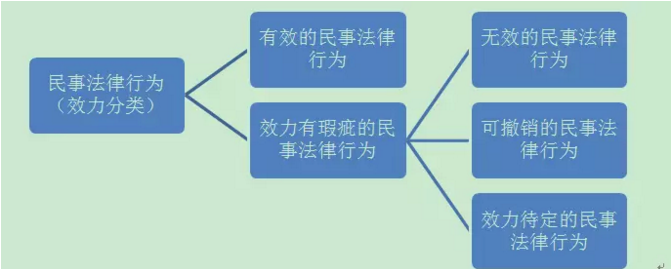 民事法律行为
（效力分类）
有效的民事法律
行为
效力有瑕疵的民
事法律行为
无效的民事法律
行为
可撤销的民事法
律行为
效力待定的民事
法律行为